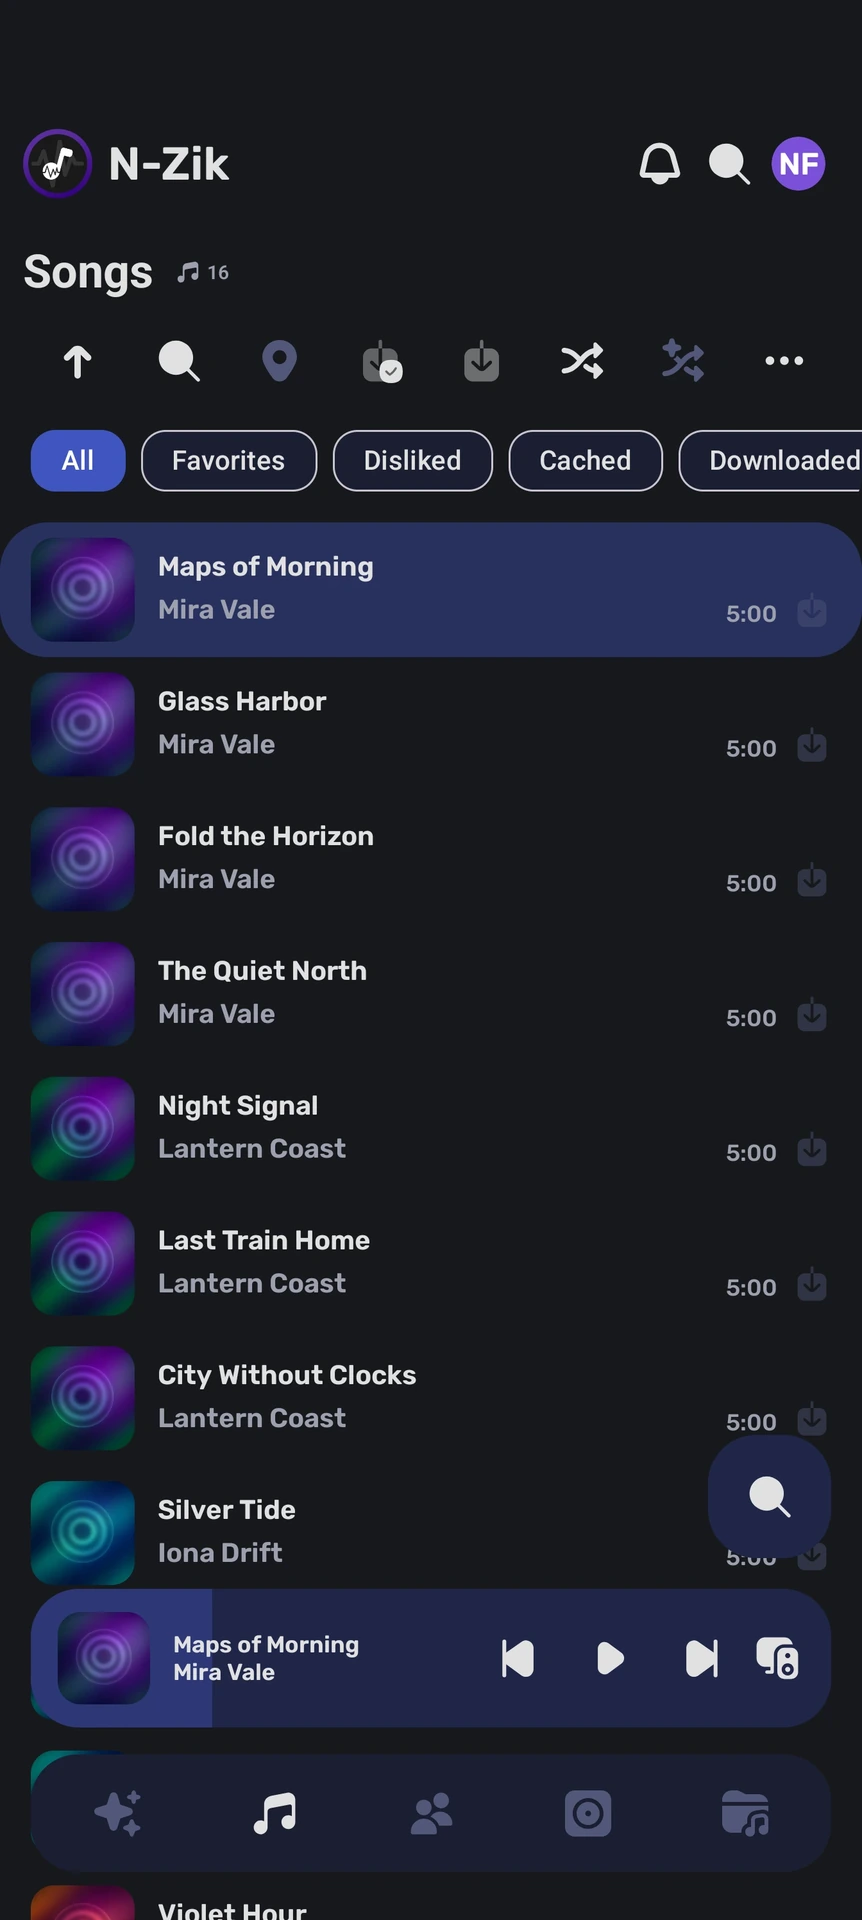 N-Zik
NF
Songs
16
All
Favorites
Disliked
Cached
Downloaded
Maps of Morning
Mira Vale
5:00
Glass Harbor
Mira Vale
5:00
Fold the Horizon
Mira Vale
5:00
The Quiet North
Mira Vale
5:00
Night Signal
Lantern Coast
5:00
Last Train Home
Lantern Coast
5:00
City Without Clocks
Lantern Coast
5:00
Silver Tide
Iona Drift
5:00
Maps of Morning
Mira Vale
Violet Hour